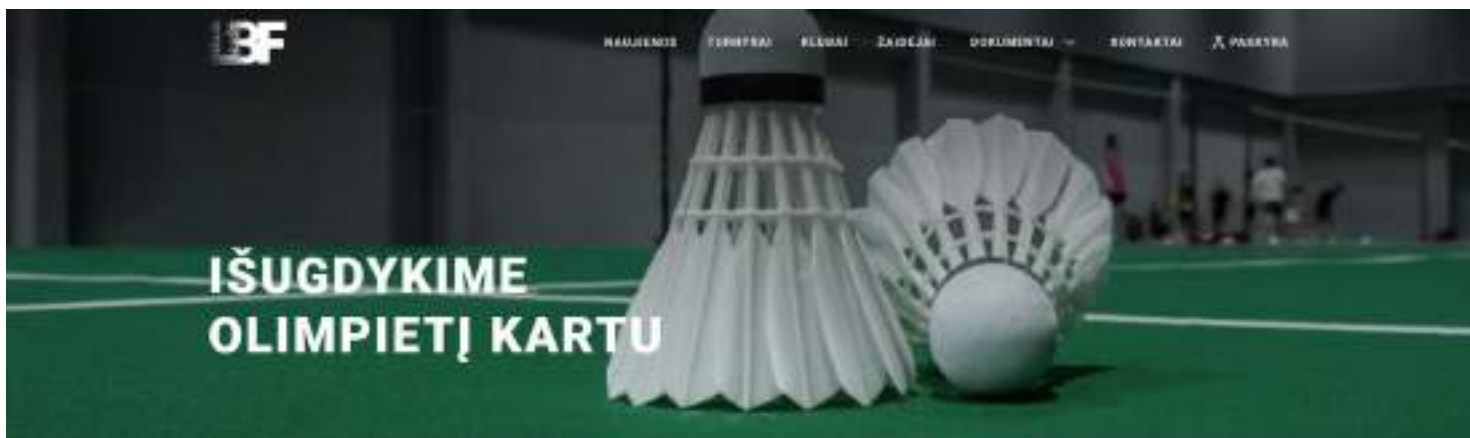 LBF
NAUJIENOS TURNYRAI KLUBAI ŽAIDĖJAI DOKUMENTAI KONTAKTAI PASKYRA
IŠUGDYKIME
OLIMPIETĮ KARTU